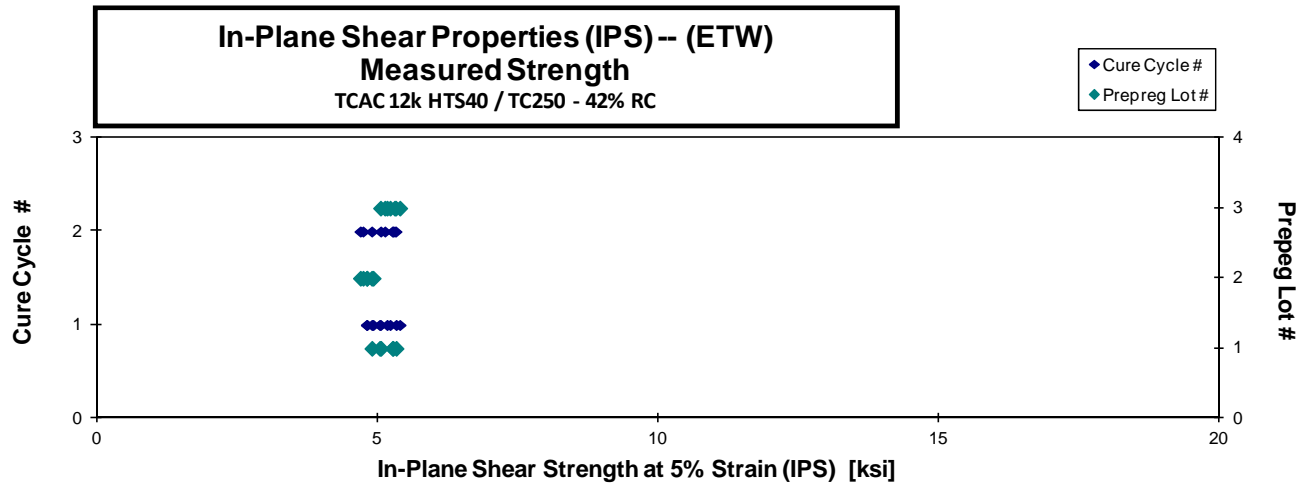 In-Plane Shear Properties (IPS) -- (ETW)
Measured Strength
TCAC 12k HTS40 / TC250 - 42% RC
Cure Cycle #
Prepreg Lot #
3
2
1
0
Cure Cycle #
4
3
2
1
0
Prepeg Lot #
0 5 10 15 20
In-Plane Shear Strength at 5% Strain (IPS) [ksi]